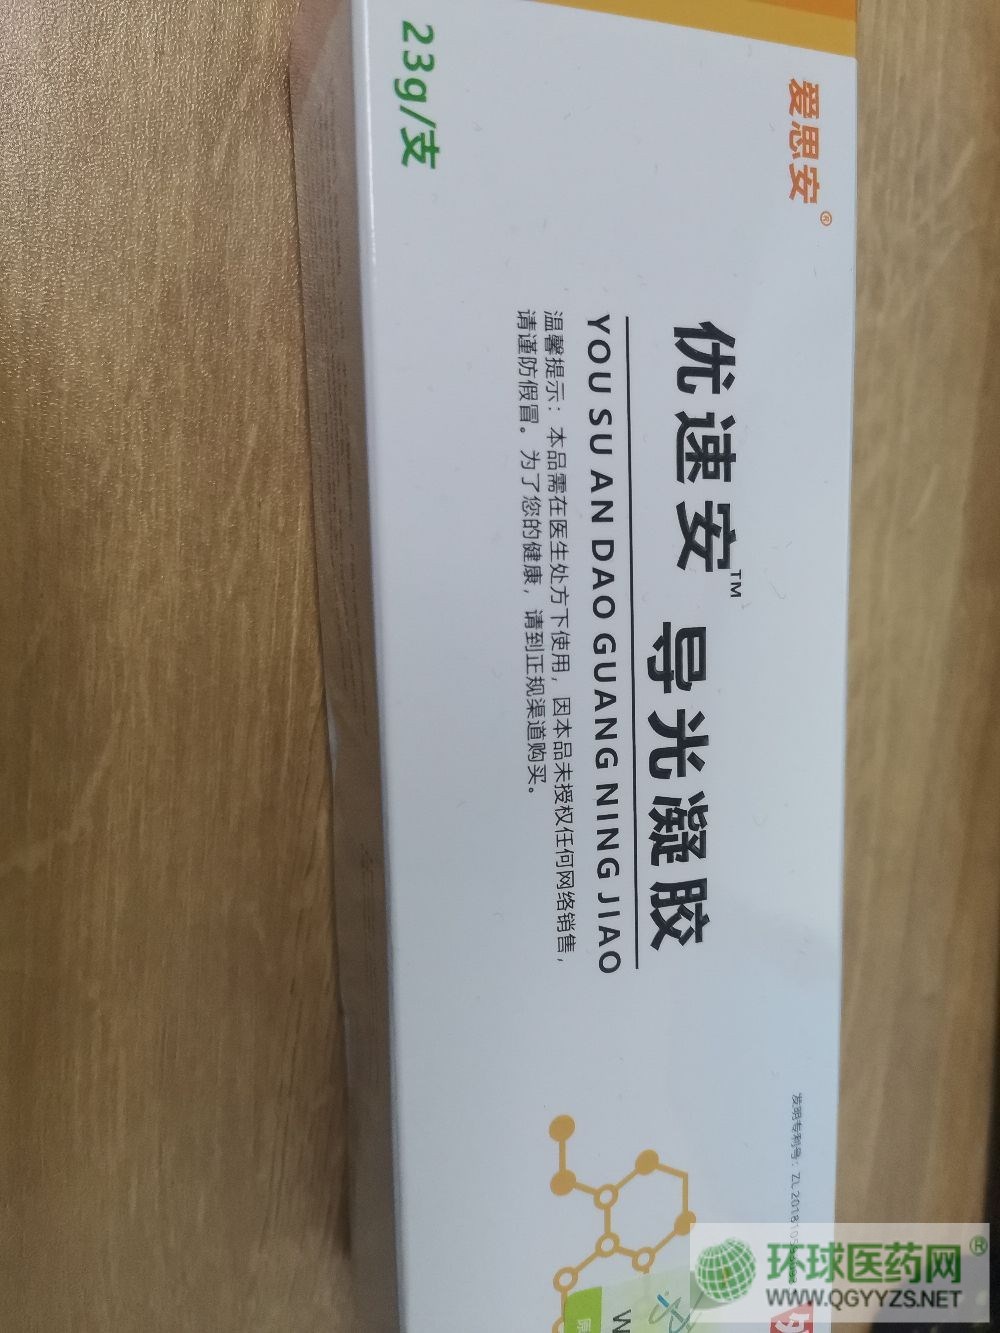 爱思安®
优速安™ 导光凝胶
YOU SU AN DAO GUANG NING JIAO
温馨提示：本品需在医生处方下使用，因本品未授权任何网络销售，
请谨防假冒。为了您的健康，请到正规渠道购买。
23g/支
发明专利号：ZL 2018105
环球医药网®
WWW.QGYYZS.NET